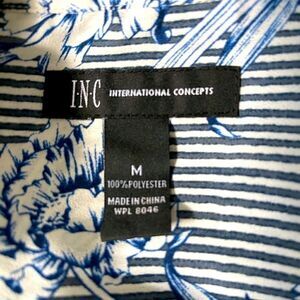 I·N·C INTERNATIONAL CONCEPTS
M
100%POLYESTER
MADE IN CHINA
WPL 8046